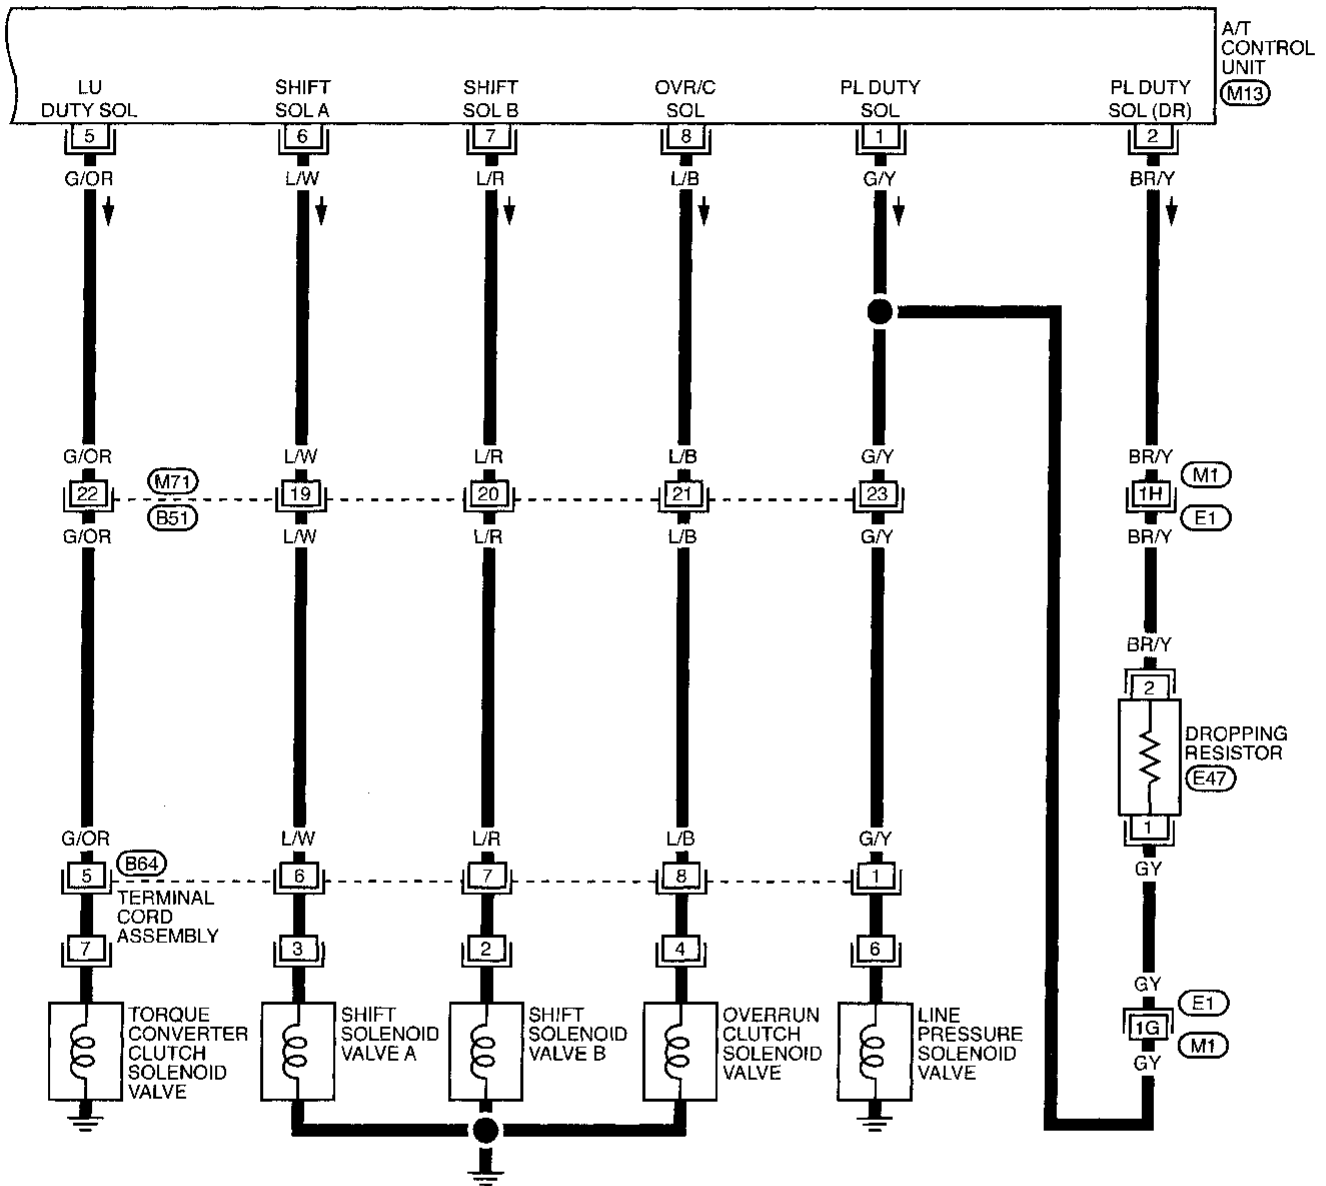 A/T
CONTROL
UNIT
M13
LU
DUTY SOL
SHIFT
SOL A
SHIFT
SOL B
OVR/C
SOL
PL DUTY
SOL
PL DUTY
SOL (DR)
5
6
7
8
1
2
G/OR
L/W
L/R
L/B
G/Y
BR/Y
G/OR
L/W
L/R
L/B
G/Y
BR/Y
22
M71
B51
19
20
21
23
1H
M1
E1
G/OR
L/W
L/R
L/B
G/Y
BR/Y
BR/Y
2
DROPPING
RESISTOR
E47
1
G/OR
L/W
L/R
L/B
G/Y
GY
5
B64
6
7
8
1
TERMINAL
CORD
ASSEMBLY
7
3
2
4
6
GY
1G
E1
M1
GY
TORQUE
CONVERTER
CLUTCH
SOLENOID
VALVE
SHIFT
SOLENOID
VALVE A
SHIFT
SOLENOID
VALVE B
OVERRUN
CLUTCH
SOLENOID
VALVE
LINE
PRESSURE
SOLENOID
VALVE